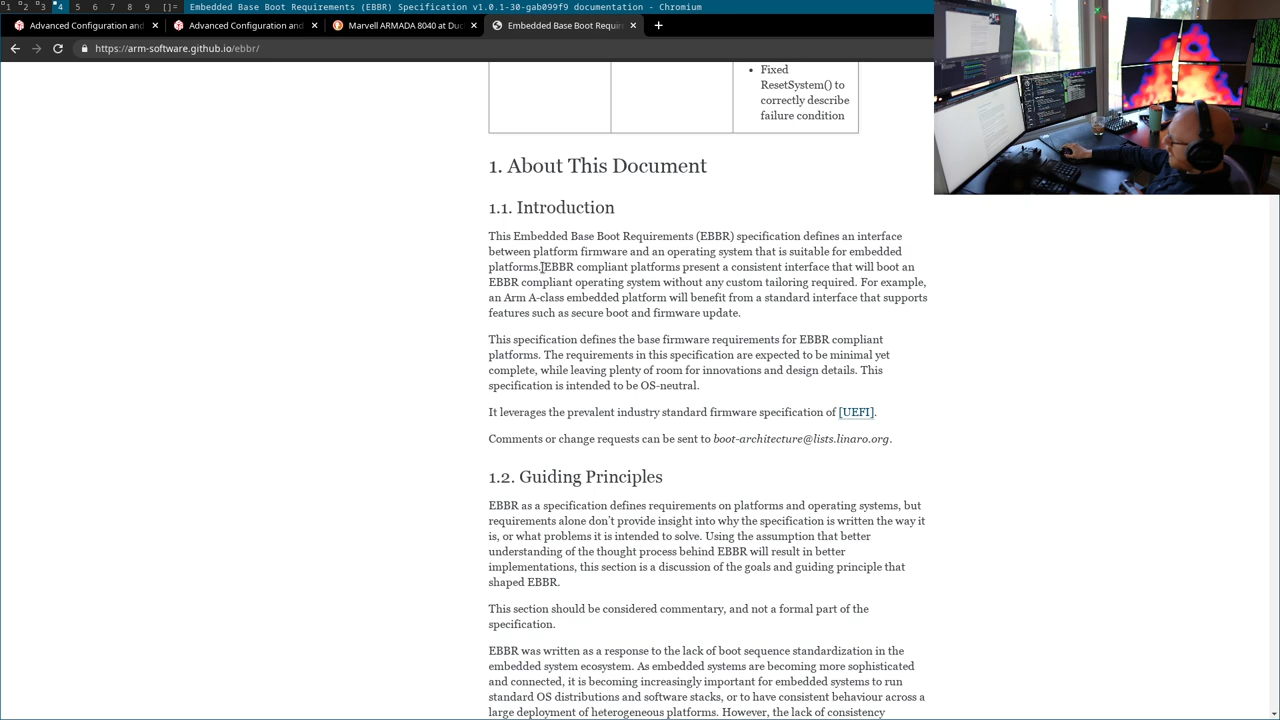 1 2 3 4 5 6 7 8 9 []= Embedded Base Boot Requirements (EBBR) Specification v1.0.1-30-gab099f9 documentation - Chromium
Advanced Configuration and × Advanced Configuration and × Marvell ARMADA 8040 at Duc × Embedded Base Boot Require × +
https://arm-software.github.io/ebbr/
• Fixed
ResetSystem() to
correctly describe
failure condition
1. About This Document
1.1. Introduction
This Embedded Base Boot Requirements (EBBR) specification defines an interface
between platform firmware and an operating system that is suitable for embedded
platforms. EBBR compliant platforms present a consistent interface that will boot an
EBBR compliant operating system without any custom tailoring required. For example,
an Arm A-class embedded platform will benefit from a standard interface that supports
features such as secure boot and firmware update.
This specification defines the base firmware requirements for EBBR compliant
platforms. The requirements in this specification are expected to be minimal yet
complete, while leaving plenty of room for innovations and design details. This
specification is intended to be OS-neutral.
It leverages the prevalent industry standard firmware specification of [UEFI].
Comments or change requests can be sent to boot-architecture@lists.linaro.org.
1.2. Guiding Principles
EBBR as a specification defines requirements on platforms and operating systems, but
requirements alone don’t provide insight into why the specification is written the way it
is, or what problems it is intended to solve. Using the assumption that better
understanding of the thought process behind EBBR will result in better
implementations, this section is a discussion of the goals and guiding principle that
shaped EBBR.
This section should be considered commentary, and not a formal part of the
specification.
EBBR was written as a response to the lack of boot sequence standardization in the
embedded system ecosystem. As embedded systems are becoming more sophisticated
and connected, it is becoming increasingly important for embedded systems to run
standard OS distributions and software stacks, or to have consistent behaviour across a
large deployment of heterogeneous platforms. However, the lack of consistency